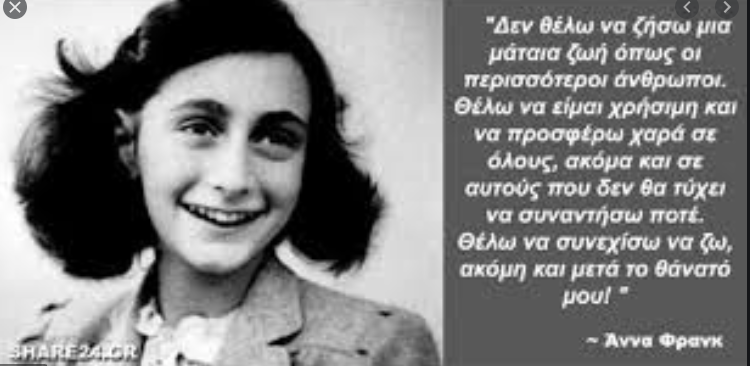 "Δεν θέλω να ζήσω μια
μάταια ζωή όπως οι
περισσότεροι άνθρωποι.
Θέλω να είμαι χρήσιμη και
να προσφέρω χαρά σε
όλους, ακόμα και σε
αυτούς που δεν θα τύχει
να συναντήσω ποτέ.
Θέλω να συνεχίσω να ζω,
ακόμη και μετά το θάνατό
μου! "
~ Άννα Φρανκ
SHARE24.GR